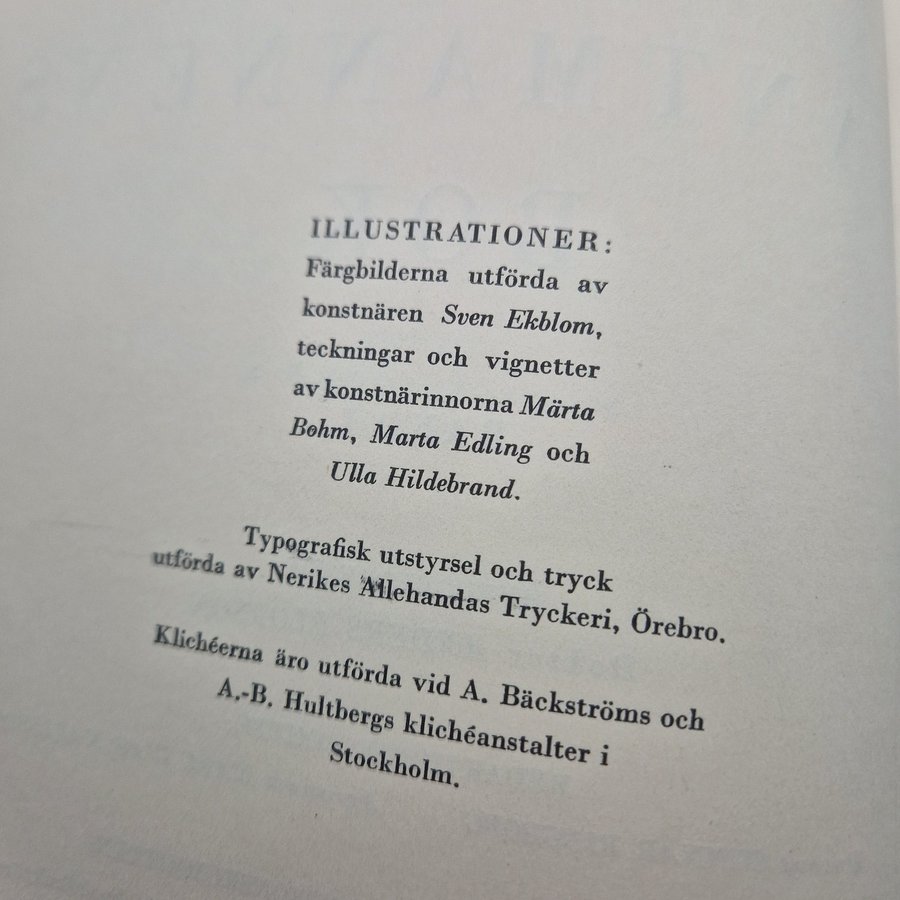 ILLUSTRATIONER:
Färgbilderna utförda av
konstnären Sven Ekblom,
teckningar och vignetter
av konstnärinnorna Märta
Bohm, Marta Edling och
Ulla Hildebrand.
Typografisk utstyrsel och tryck
utförda av Nerikes Allehandas Tryckeri, Örebro.
Klichéerna äro utförda vid A. Bäckströms och
A.-B. Hultbergs klichéanstalter i
Stockholm.